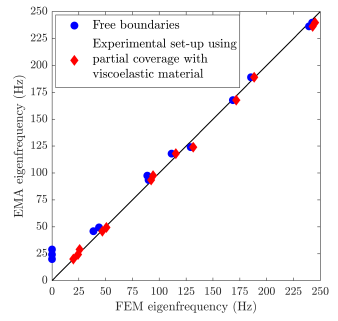 250
225
200
175
150
125
100
75
50
25
0
EMA eigenfrequency (Hz)
Free boundaries
Experimental set-up using
partial coverage with
viscoelastic material
0 25 50 75 100 125 150 175 200 225 250
FEM eigenfrequency (Hz)